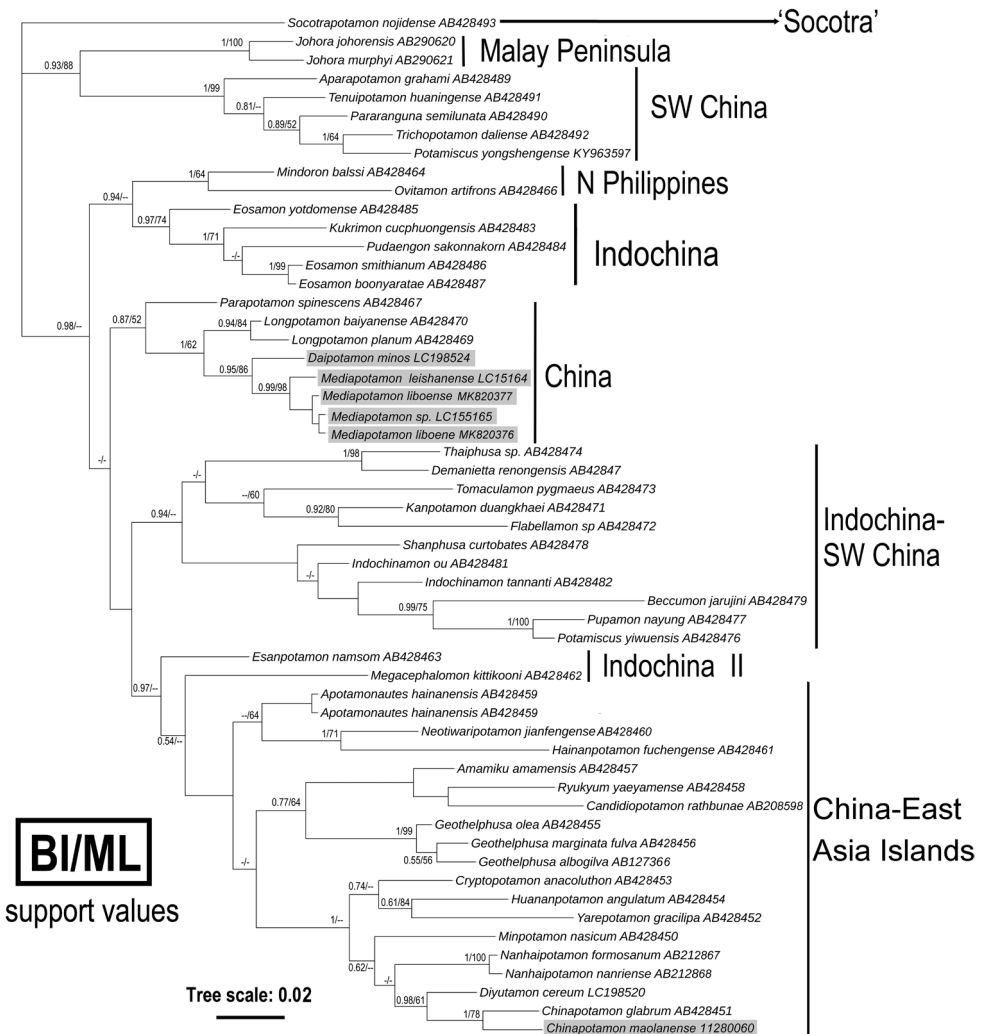 Socotrapotamon nojidense AB428493
‘Socotra’
Johora johorensis AB290620
1/100
Malay Peninsula
Johora murphyi AB290621
0.93/88
Aparapotamon grahami AB428489
1/99
Tenuipotamon huaningense AB428491
0.81/--
SW China
Pararanguna semilunata AB428490
0.89/52
Trichopotamon daliense AB428492
1/64
Potamiscus yongshengense KY963597
Mindoron balssi AB428464
1/64
N Philippines
Ovitamon artifrons AB428466
0.94/--
Eosamon yotdomense AB428485
0.97/74
Kukrimon cucphuongensis AB428483
1/71
Pudaengon sakonnakorn AB428484
Indochina
-/-
Eosamon smithianum AB428486
1/99
Eosamon boonyaratae AB428487
Parapotamon spinescens AB428467
0.98/--
0.87/52
Longpotamon baiyanense AB428470
0.94/84
Longpotamon planum AB428469
1/62
Daipotamon minos LC198524
0.95/86
Mediapotamon leishanense LC15164
China
0.99/98
Mediapotamon liboense MK820377
Mediapotamon sp. LC155165
Mediapotamon liboene MK820376
Thaiphusa sp. AB428474
1/98
-/-
Demanietta renongensis AB42847
-/-
Tomaculamon pygmaeus AB428473
--/60
Kanpotamon duangkhaei AB428471
0.92/80
0.94/--
Flabellamon sp AB428472
Indochina-
SW China
Shanphusa curtobates AB428478
Indochinamon ou AB428481
-/-
Indochinamon tannanti AB428482
Beccumon jarujini AB428479
0.99/75
Pupamon nayung AB428477
1/100
Potamiscus yiwuensis AB428476
Esanpotamon namsom AB428463
Indochina II
Megacephalomon kittikooni AB428462
0.97/--
Apotamonautes hainanensis AB428459
--/64
Apotamonautes hainanensis AB428459
Neotiwaripotamon jianfengense AB428460
1/71
0.54/--
Hainanpotamon fuchengense AB428461
Amamiku amamensis AB428457
Ryukyum yaeyamense AB428458
0.77/64
Candidiopotamon rathbunae AB208598
China-East
Asia Islands
Geothelphusa olea AB428455
1/99
Geothelphusa marginata fulva AB428456
0.55/56
Geothelphusa albogilva AB127366
-/-
BI/ML
support values
Cryptopotamon anacoluthon AB428453
0.74/--
Huananpotamon angulatum AB428454
0.61/84
Yarepotamon gracilipa AB428452
1/--
Minpotamon nasicum AB428450
Nanhaipotamon formosanum AB212867
1/100
0.62/--
Nanhaipotamon nanriense AB212868
-/-
Diyutamon cereum LC198520
0.98/61
Chinapotamon glabrum AB428451
1/78
Chinapotamon maolanense 11280060
Tree scale: 0.02